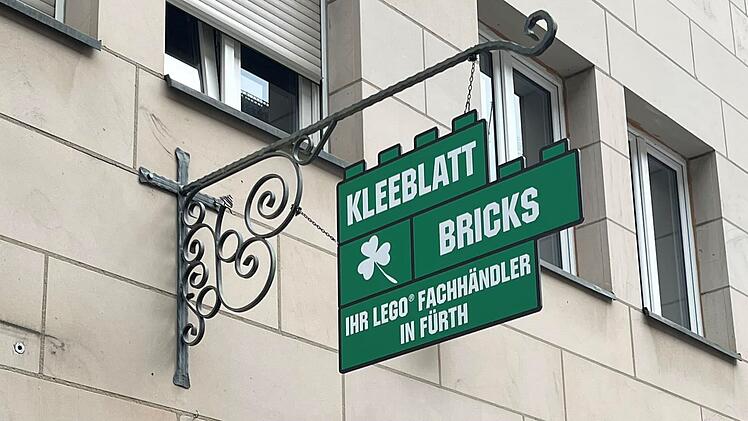 KLEEBLATT
BRICKS
IHR LEGO® FACHHÄNDLER
IN FÜRTH